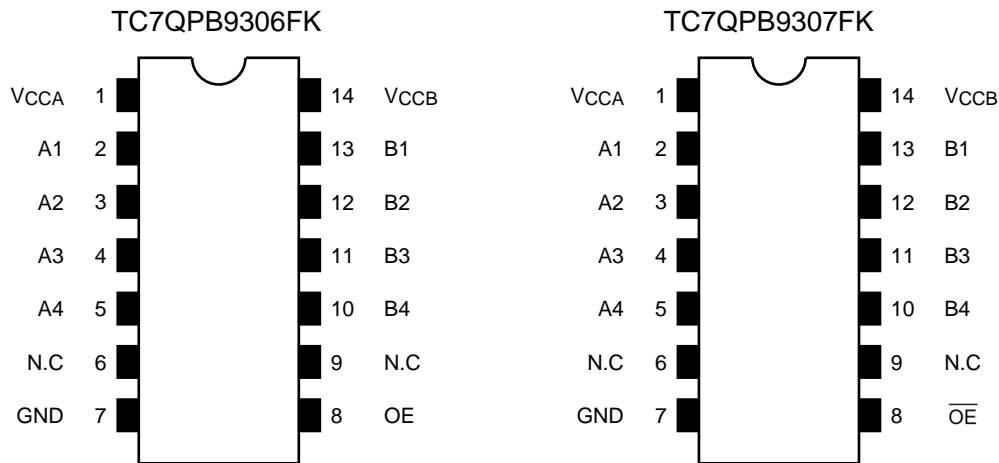 TC7QPB9306FK TC7QPB9307FK
VCCA 1 14 VCCB VCCA 1 14 VCCB
A1 2 13 B1 A1 2 13 B1
A2 3 12 B2 A2 3 12 B2
A3 4 11 B3 A3 4 11 B3
A4 5 10 B4 A4 5 10 B4
N.C 6 9 N.C N.C 6 9 N.C
GND 7 8 OE GND 7 8 O̅E̅